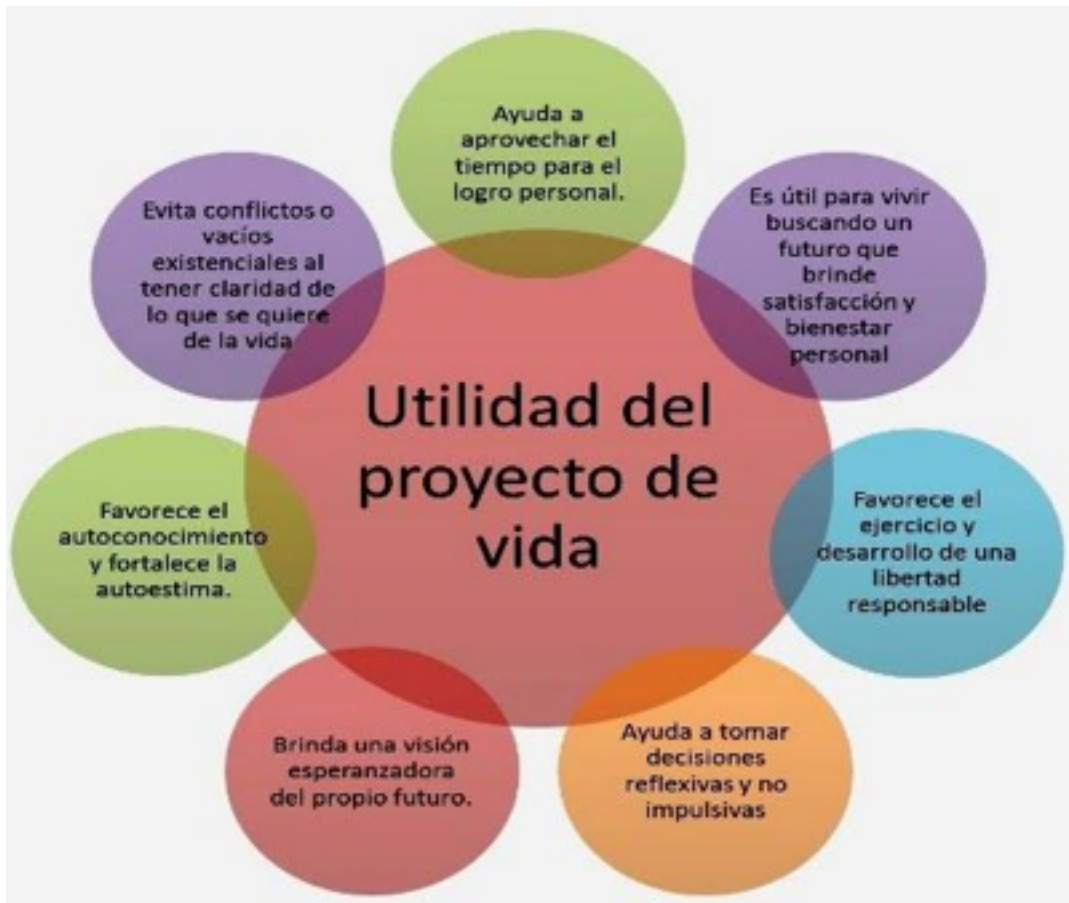 Ayuda a
aprovechar el
tiempo para el
logro personal.
Es útil para vivir
buscando un
futuro que
brinde
satisfacción y
bienestar
personal
Favorece el
ejercicio y
desarrollo de una
libertad
responsable
Ayuda a tomar
decisiones
reflexivas y no
impulsivas
Brinda una visión
esperanzadora
del propio futuro.
Favorece el
autoconocimiento
y fortalece la
autoestima.
Evita conflictos o
vacíos
existenciales al
tener claridad de
lo que se quiere
de la vida
Utilidad del
proyecto de
vida